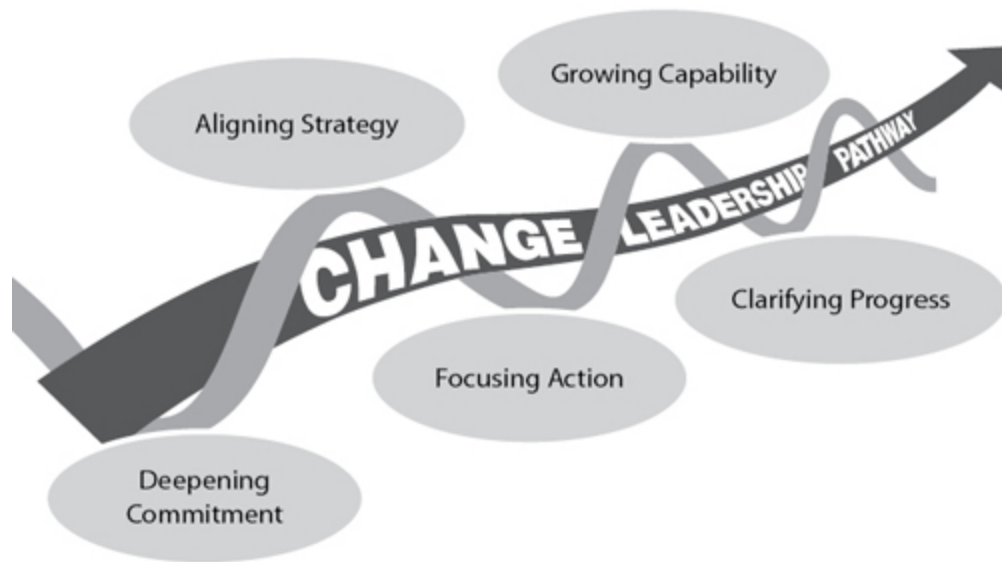 Growing Capability
Aligning Strategy
CHANGE LEADERSHIP PATHWAY
Clarifying Progress
Focusing Action
Deepening
Commitment